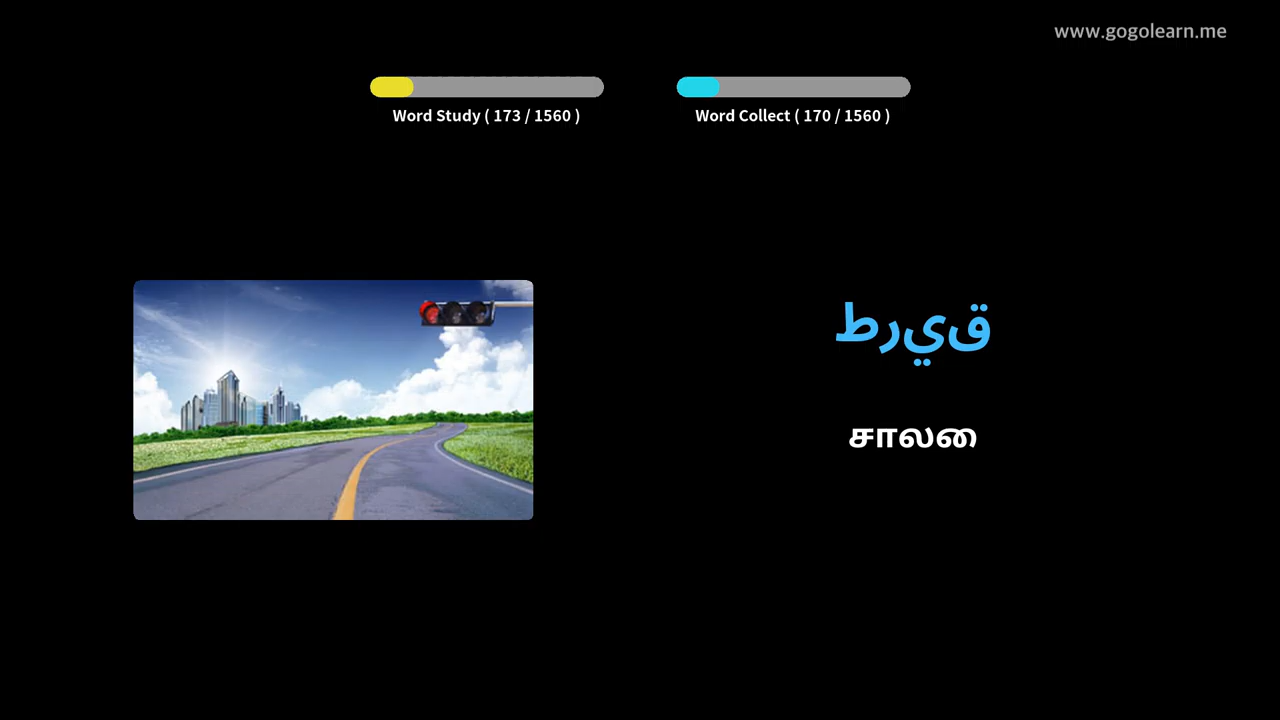 www.gogolearn.me
Word Study ( 173 / 1560 )
Word Collect ( 170 / 1560 )
طريق
சாலை